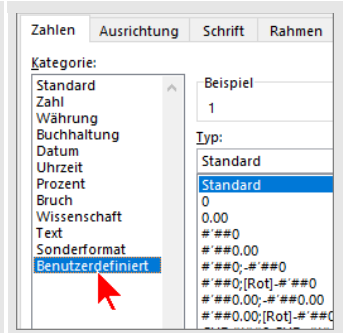 Zahlen Ausrichtung Schrift Rahmen
Kategorie:
Standard
Zahl
Währung
Buchhaltung
Datum
Uhrzeit
Prozent
Bruch
Wissenschaft
Text
Sonderformat
Benutzerdefiniert
Beispiel
1
Typ:
Standard
Standard
0
0.00
#'##0
#'##0.00
#'##0;-#'##0
#'##0;[Rot]-#'##0
#'##0.00;-#'##0.00
#'##0.00;[Rot]-#'##0